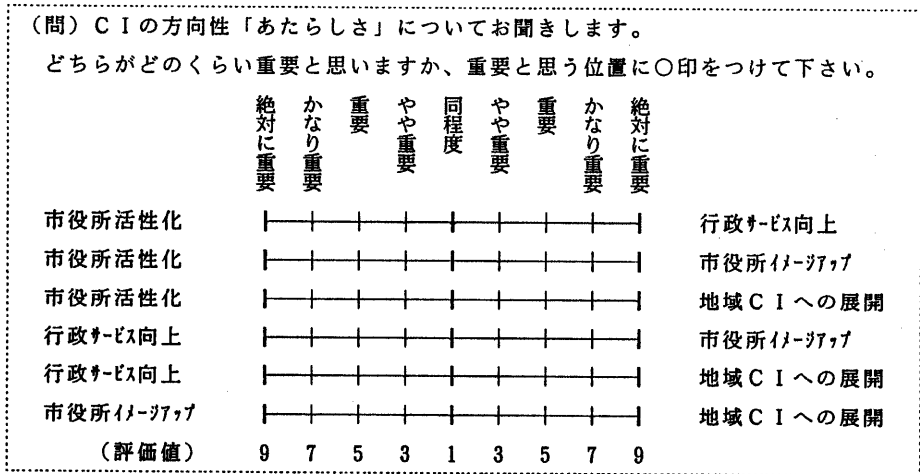 (問) CIの方向性「あたらしさ」についてお聞きします。
どちらがどのくらい重要と思いますか、重要と思う位置に○印をつけて下さい。
絶対に重要 かなり重要 重要 やや重要 同程度 やや重要 重要 かなり重要 絶対に重要
市役所活性化 行政ｻｰﾋﾞｽ向上
市役所活性化 市役所ｲﾒｰｼﾞｱｯﾌﾟ
市役所活性化 地域CIへの展開
行政ｻｰﾋﾞｽ向上 市役所ｲﾒｰｼﾞｱｯﾌﾟ
行政ｻｰﾋﾞｽ向上 地域CIへの展開
市役所ｲﾒｰｼﾞｱｯﾌﾟ 地域CIへの展開
(評価値) 9 7 5 3 1 3 5 7 9